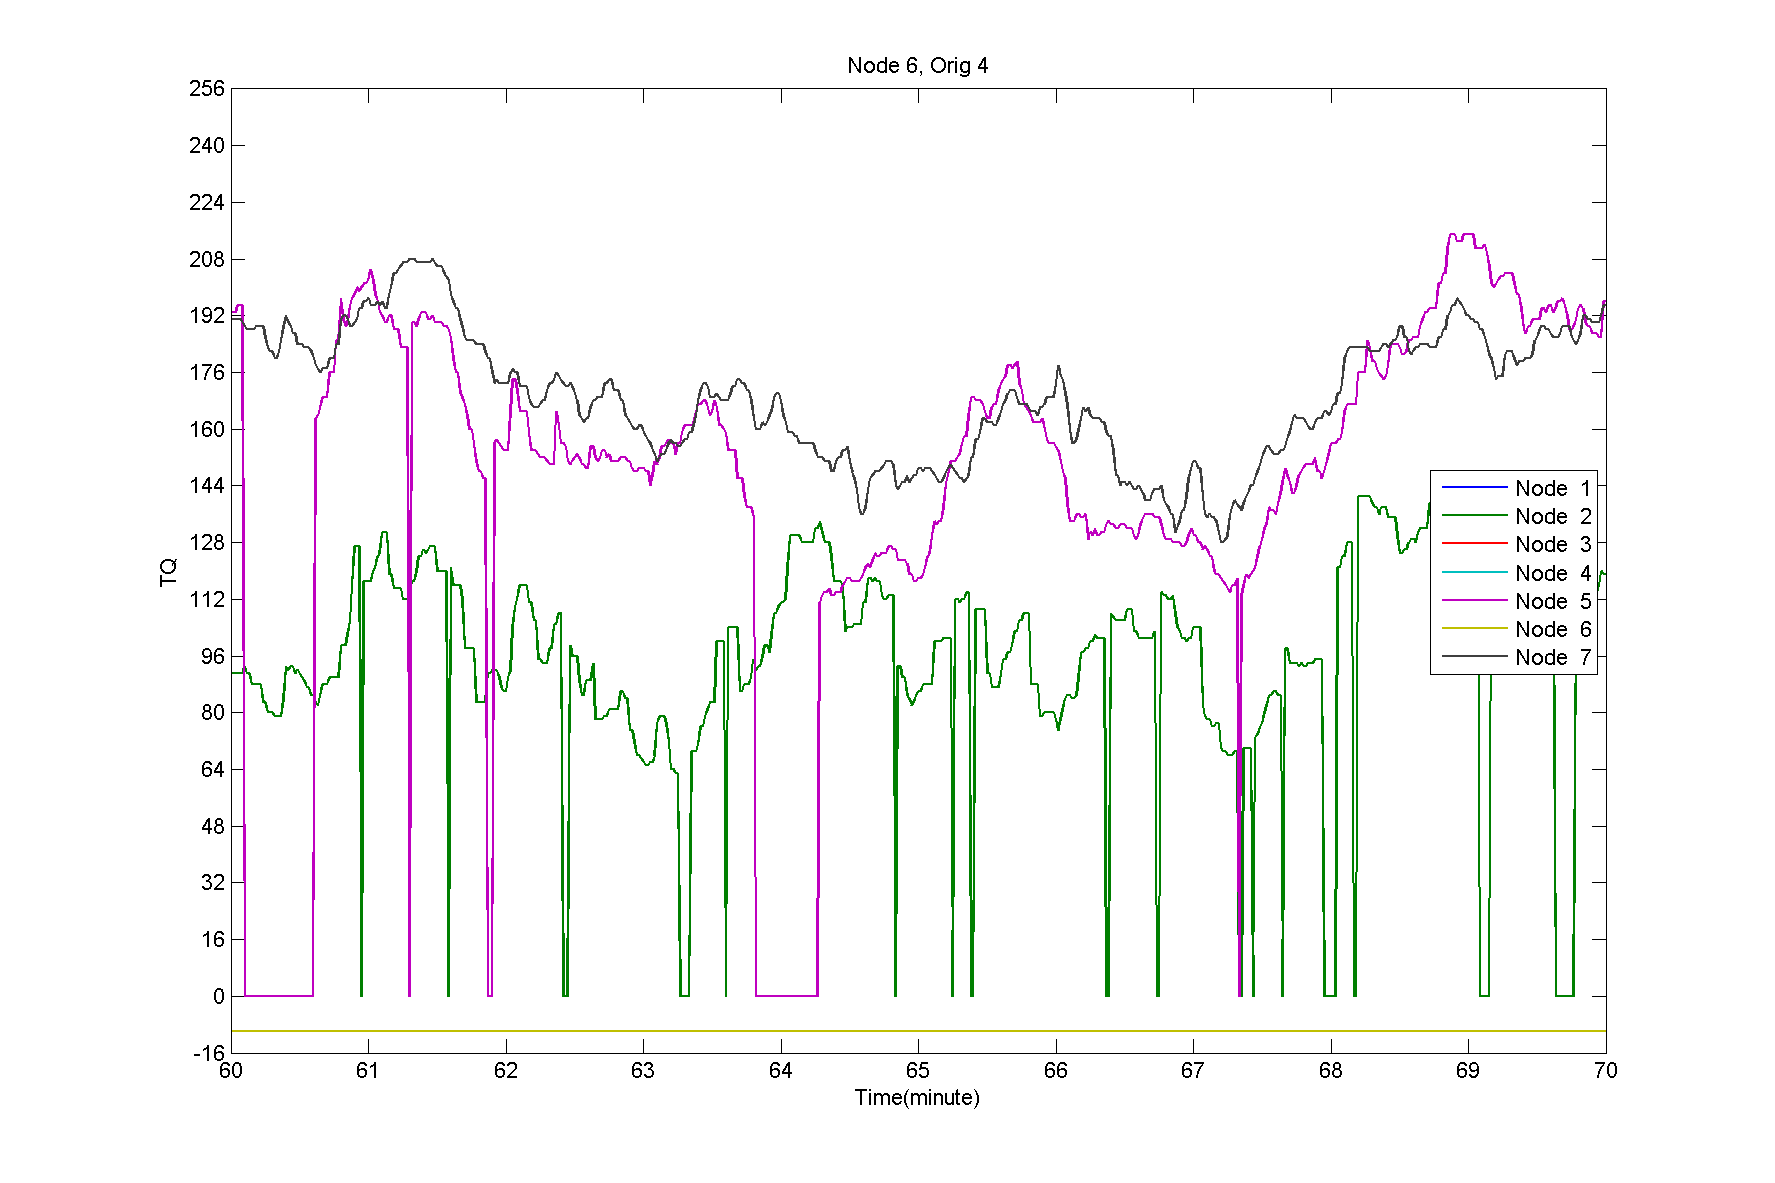 Node 6, Orig 4
256
240
224
208
192
176
160
144
128
112
96
80
64
48
32
16
0
-16
TQ
Node 1
Node 2
Node 3
Node 4
Node 5
Node 6
Node 7
60 61 62 63 64 65 66 67 68 69 70
Time(minute)